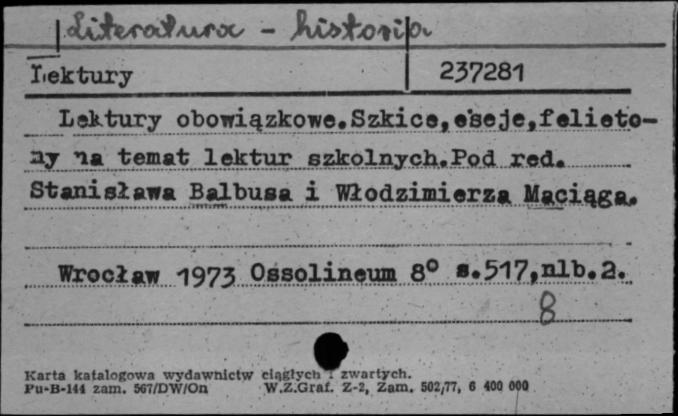 Literatura - historia
Lektury 237281
Lektury obowiązkowe.Szkice,eseje,felieto-
ny na temat lektur szkolnych.Pod red.
Stanisława Balbusa i Włodzimierza Maciąga.
Wrocław 1973 Ossolineum 8° s.517,nlb.2.
8
Karta katalogowa wydawnictw ciągłych i zwartych.
Pu-B-144 zam. 567/DW/On W.Z.Graf. Z-2, Zam. 502/77, 6 400 000